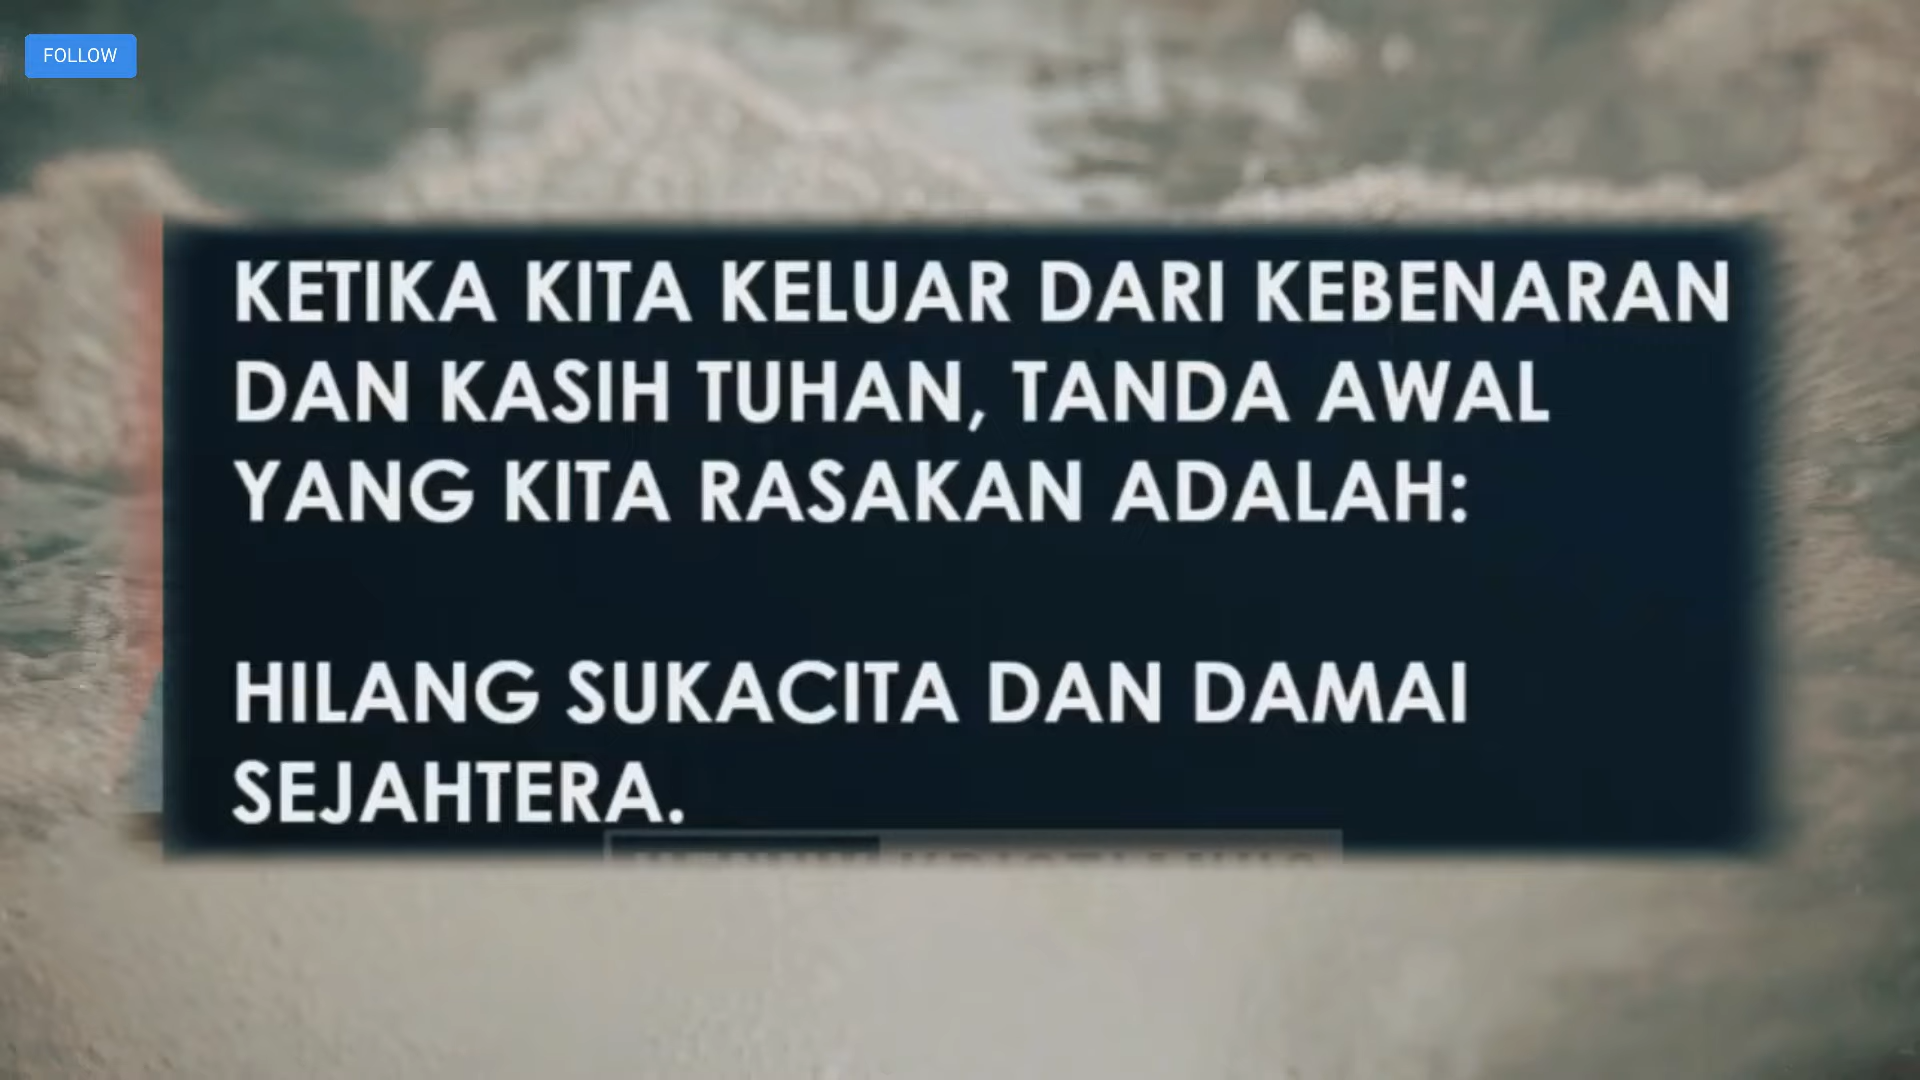 FOLLOW
KETIKA KITA KELUAR DARI KEBENARAN
DAN KASIH TUHAN, TANDA AWAL
YANG KITA RASAKAN ADALAH:
HILANG SUKACITA DAN DAMAI
SEJAHTERA.